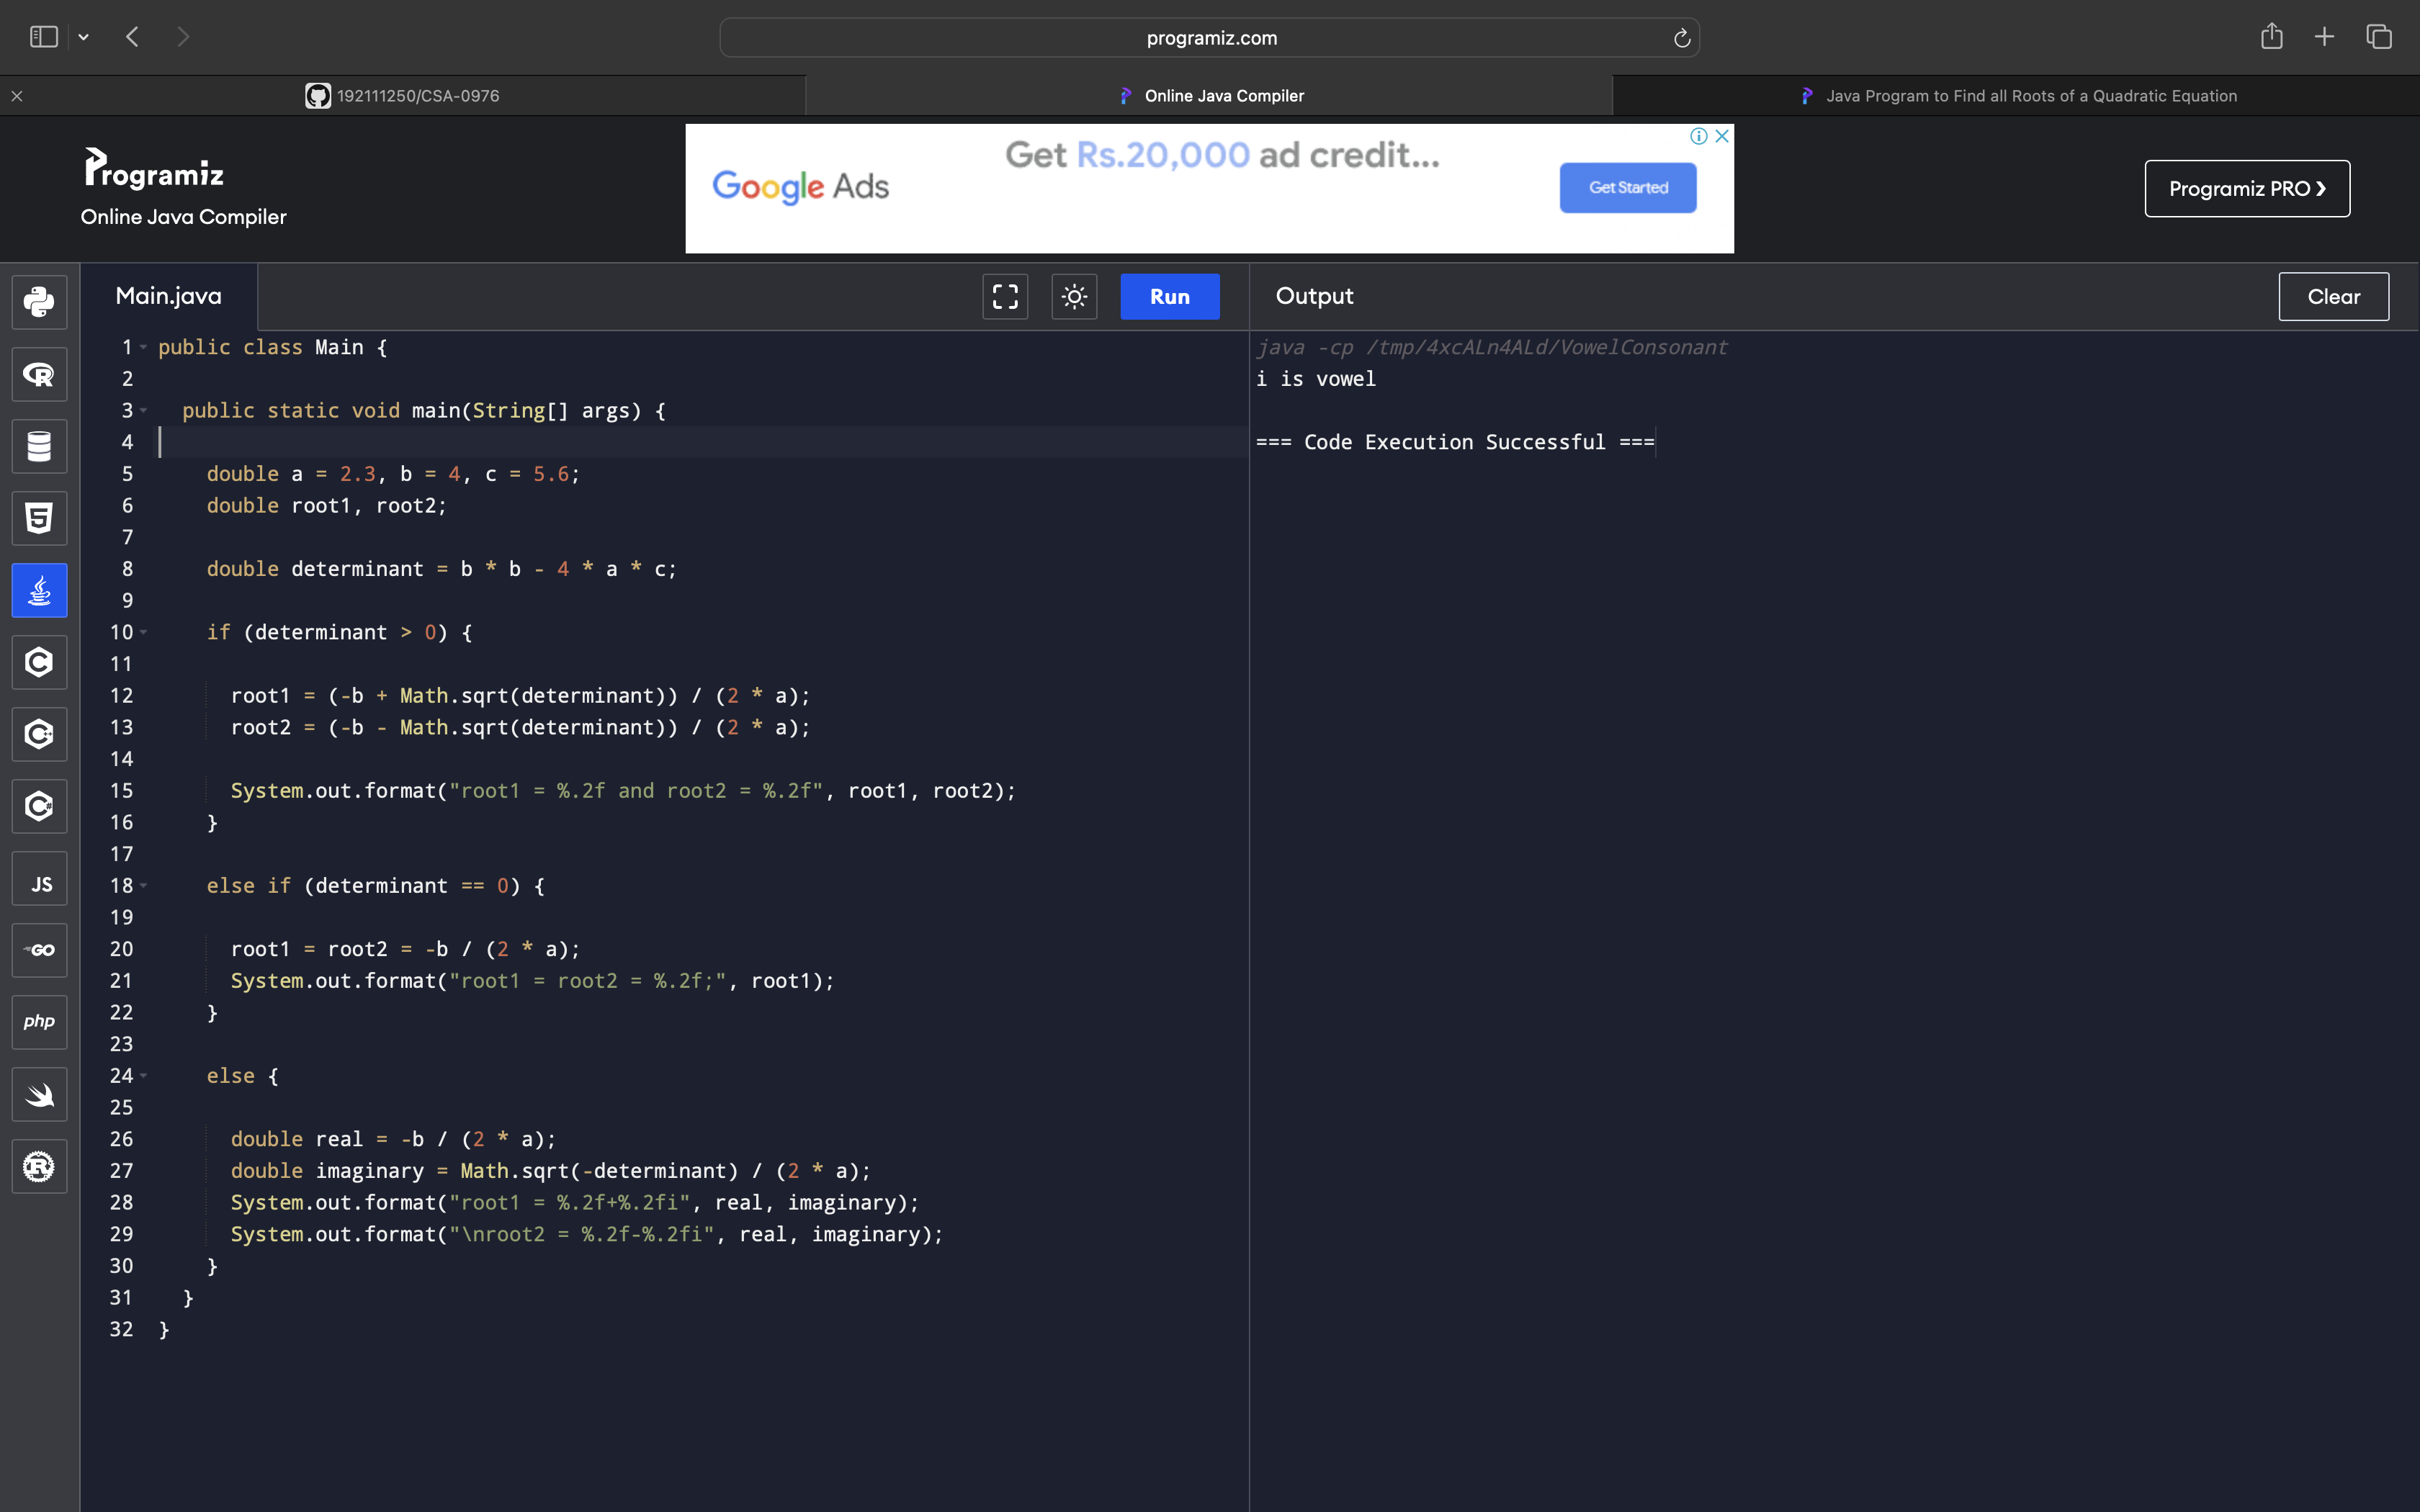 programiz.com
192111250/CSA-0976
Online Java Compiler
Java Program to Find all Roots of a Quadratic Equation
Programiz
Online Java Compiler
Google Ads
Get Rs.20,000 ad credit...
Get Started
Programiz PRO ❯
Main.java
Run
Output
Clear
1 public class Main {
2
3 public static void main(String[] args) {
4
5 double a = 2.3, b = 4, c = 5.6;
6 double root1, root2;
7
8 double determinant = b * b - 4 * a * c;
9
10 if (determinant > 0) {
11
12 root1 = (-b + Math.sqrt(determinant)) / (2 * a);
13 root2 = (-b - Math.sqrt(determinant)) / (2 * a);
14
15 System.out.format("root1 = %.2f and root2 = %.2f", root1, root2);
16 }
17
18 else if (determinant == 0) {
19
20 root1 = root2 = -b / (2 * a);
21 System.out.format("root1 = root2 = %.2f;", root1);
22 }
23
24 else {
25
26 double real = -b / (2 * a);
27 double imaginary = Math.sqrt(-determinant) / (2 * a);
28 System.out.format("root1 = %.2f+%.2fi", real, imaginary);
29 System.out.format("\nroot2 = %.2f-%.2fi", real, imaginary);
30 }
31 }
32 }
java -cp /tmp/4xcALn4ALd/VowelConsonant
i is vowel
=== Code Execution Successful ===
R
5
C
C++
C#
JS
GO
php
R